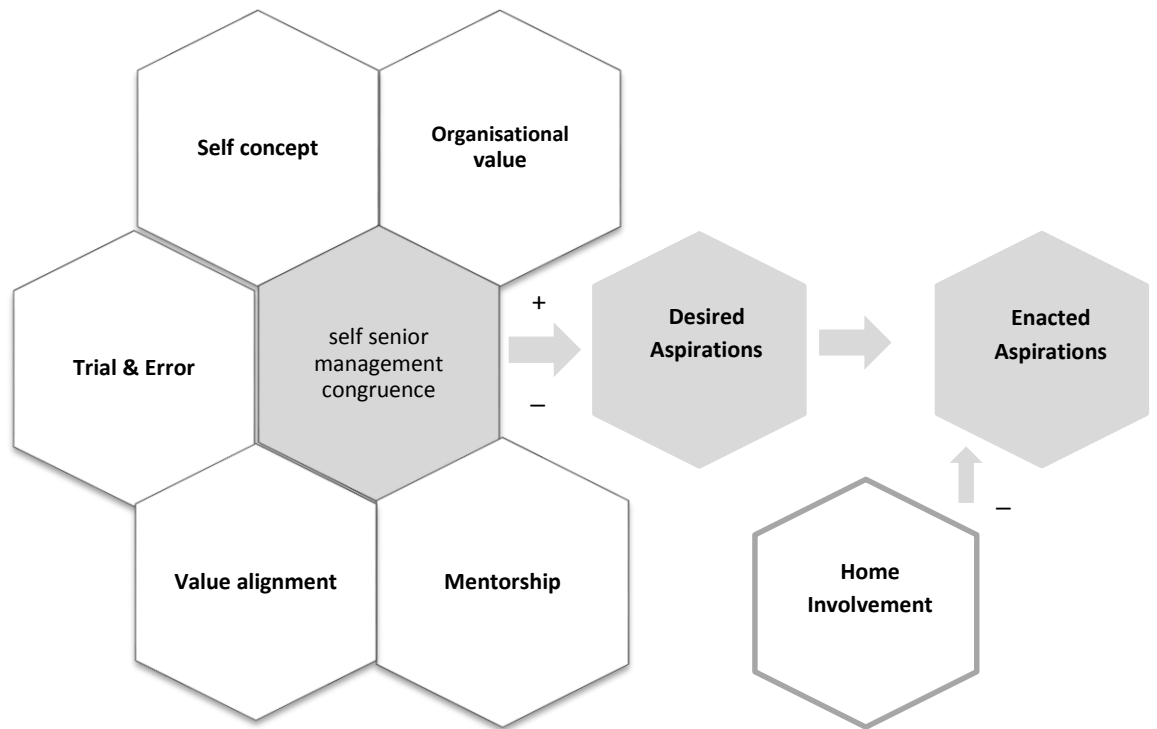 Self concept
Organisational
value
Trial & Error
self senior
management
congruence
+
–
Desired
Aspirations
Enacted
Aspirations
Value alignment
Mentorship
Home
Involvement
–